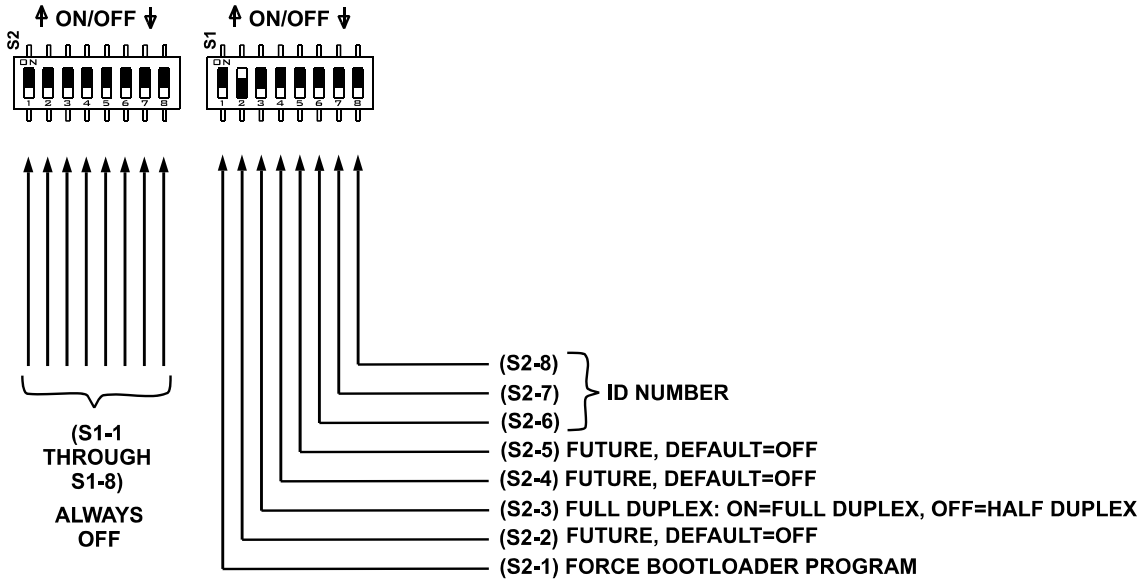 ON/OFF
ON/OFF
S2
S1
ON
ON
1 2 3 4 5 6 7 8
1 2 3 4 5 6 7 8
(S2-8)
(S2-7)
ID NUMBER
(S2-6)
(S1-1
THROUGH
S1-8)
ALWAYS
OFF
(S2-5) FUTURE, DEFAULT=OFF
(S2-4) FUTURE, DEFAULT=OFF
(S2-3) FULL DUPLEX: ON=FULL DUPLEX, OFF=HALF DUPLEX
(S2-2) FUTURE, DEFAULT=OFF
(S2-1) FORCE BOOTLOADER PROGRAM